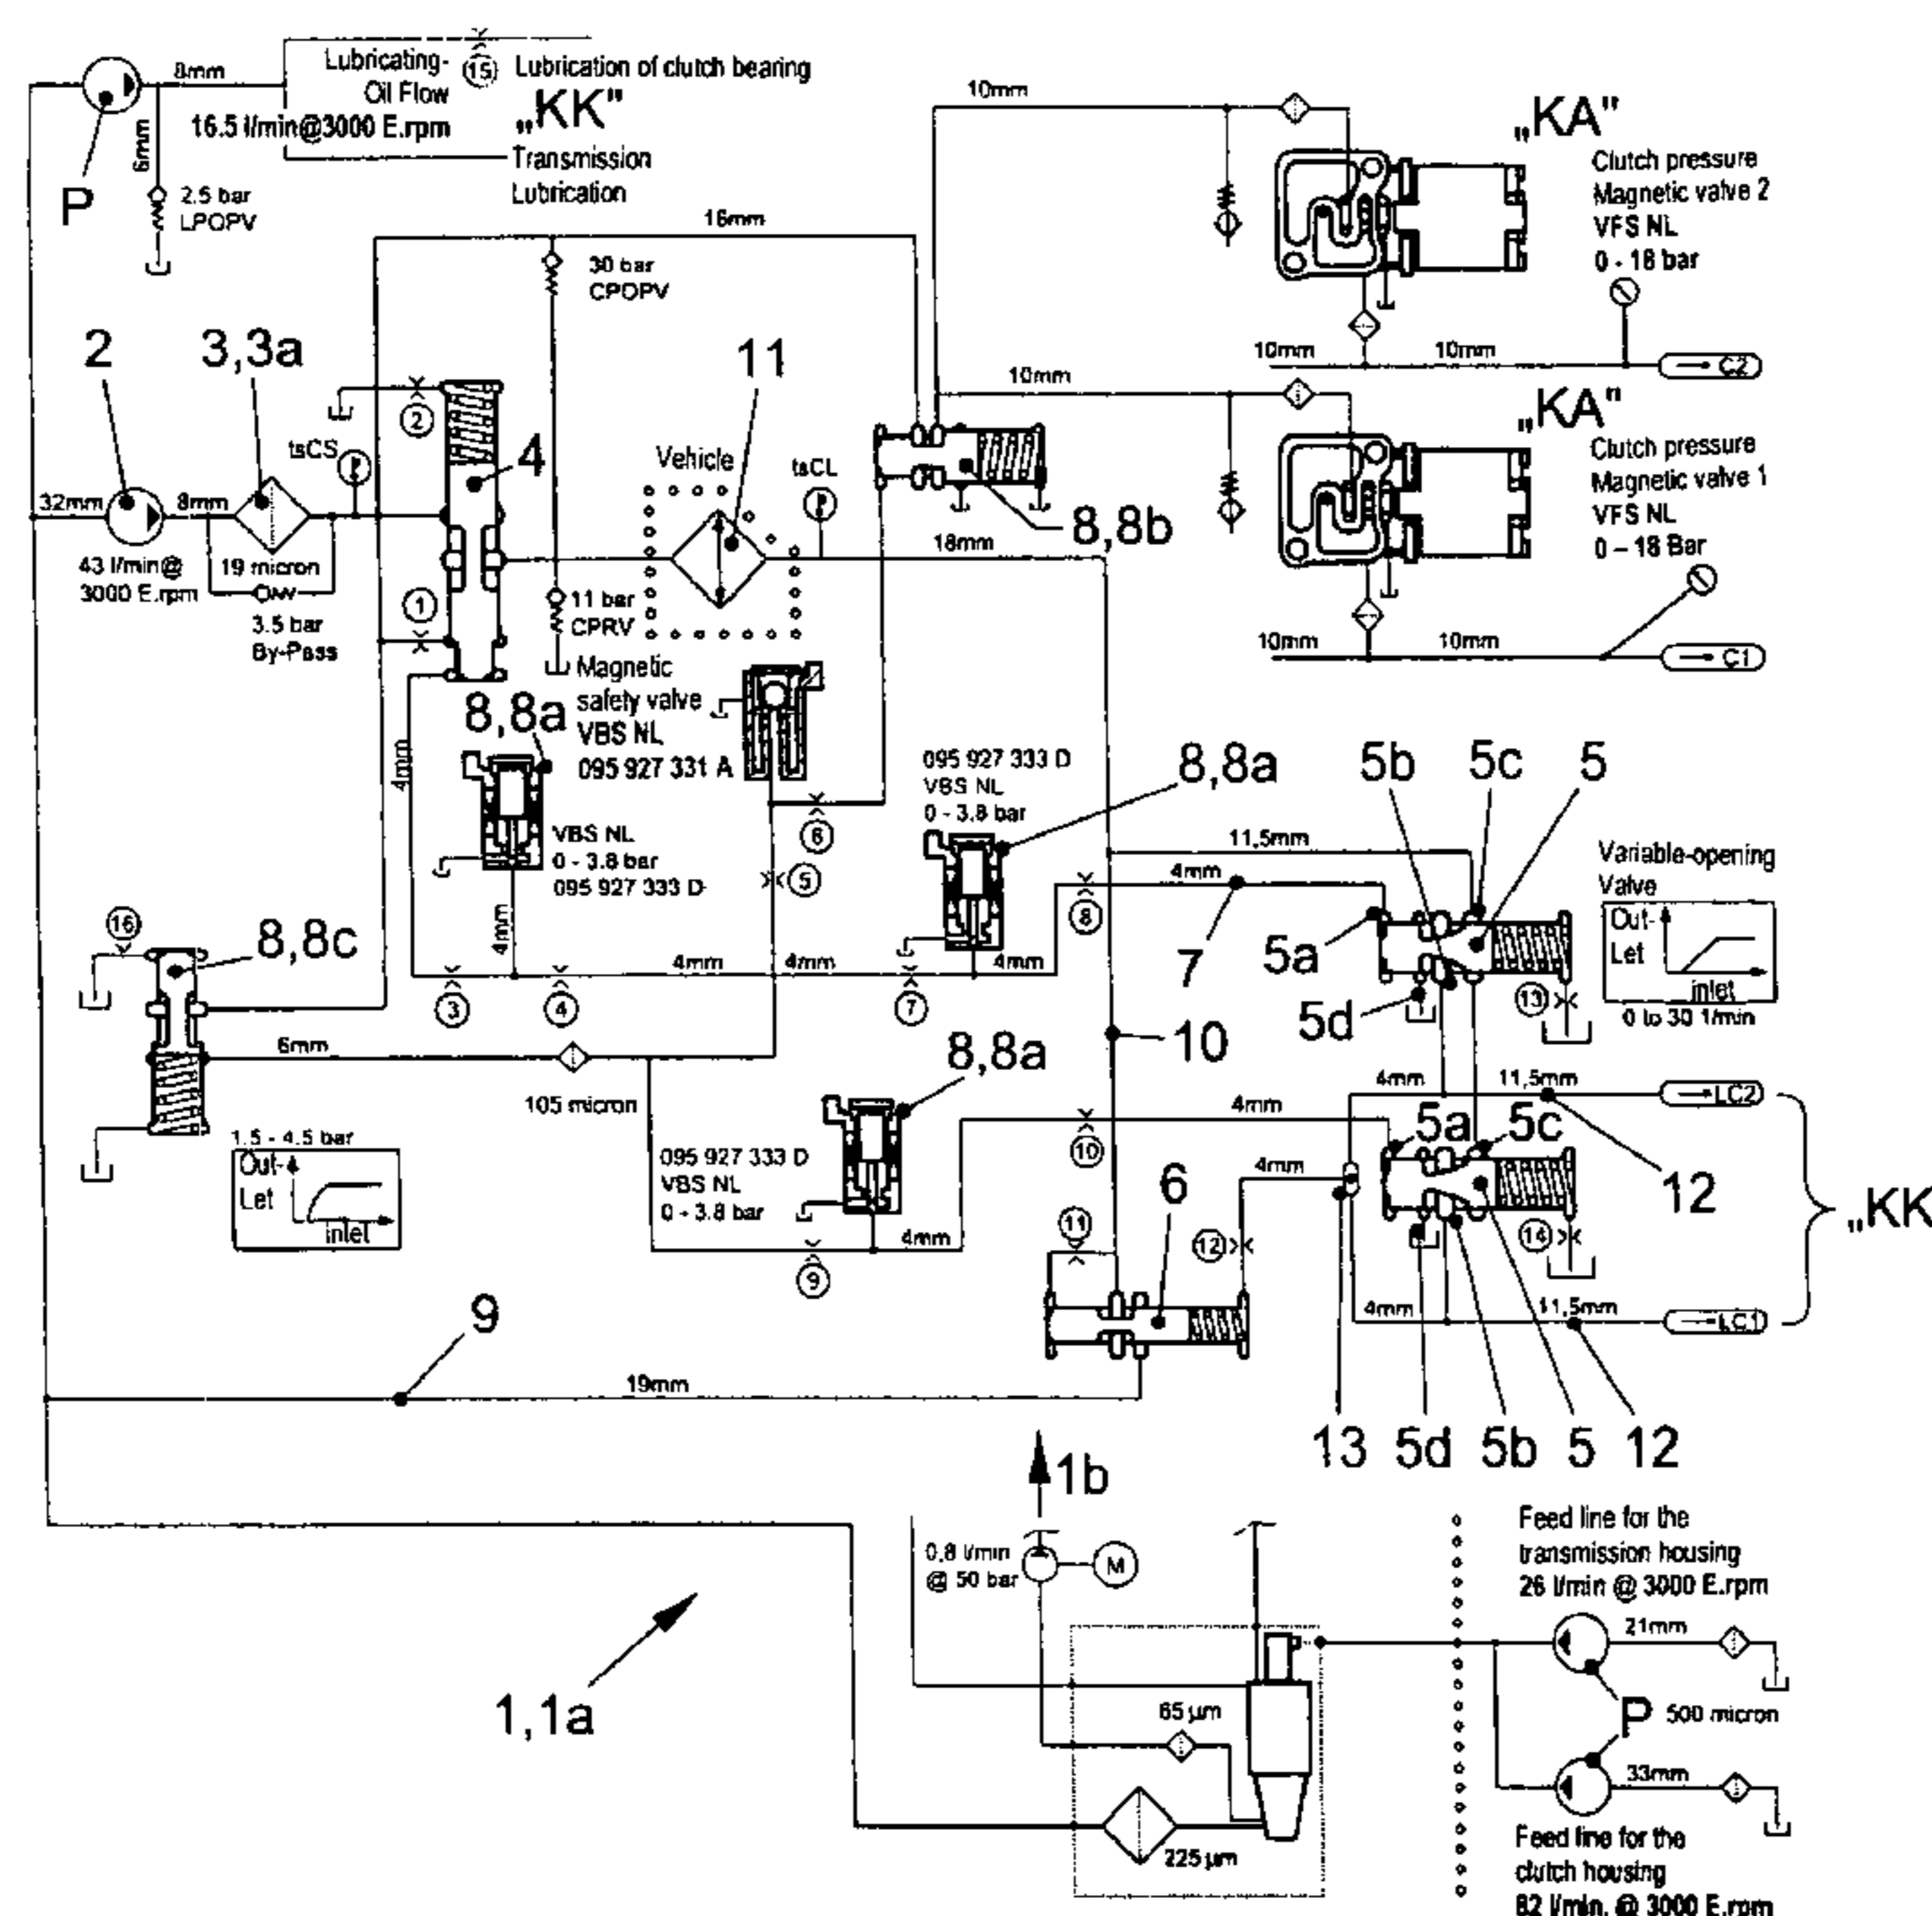 8mm
Lubricating-
Oil Flow
16.5 l/min@3000 E.rpm
15
Lubrication of clutch bearing
„KK"
Transmission
Lubrication
6mm
P
2.5 bar
LPOPV
16mm
30 bar
CPOPV
10mm
„KA"
Clutch pressure
Magnetic valve 2
VFS NL
0 - 18 bar
10mm
10mm
C2
2
3,3a
tsCS
32mm
8mm
43 l/min@
3000 E.rpm
19 micron
3.5 bar
By-Pass
2
4
1
11
Vehicle
tsCL
18mm
11 bar
CPRV
10mm
8,8b
„KA"
Clutch pressure
Magnetic valve 1
VFS NL
0 – 18 Bar
10mm
10mm
C1
Magnetic
safety valve
VBS NL
095 927 331 A
8,8a
4mm
VBS NL
0 - 3.8 bar
095 927 333 D
4mm
6
5
095 927 333 D
VBS NL
0 - 3.8 bar
8,8a
5b
5c
5
11,5mm
4mm
8
7
5a
5d
13
Variable-opening
Valve
Out-
Let
inlet
0 to 30 1/min
16
8,8c
3
4
4mm
4mm
7
4mm
6mm
105 micron
1.5 - 4.5 bar
Out-
Let
inlet
10
8,8a
095 927 333 D
VBS NL
0 - 3.8 bar
9
4mm
10
4mm
4mm
11,5mm
LC2
5a
5c
12
4mm
6
11
12
14
„KK
4mm
11,5mm
LC1
9
19mm
13
5d
5b
5
12
1b
0,8 l/min
@ 50 bar
M
1,1a
65 µm
225 µm
Feed line for the
transmission housing
26 l/min @ 3000 E.rpm
21mm
P
500 micron
33mm
Feed line for the
clutch housing
82 l/min. @ 3000 E.rpm